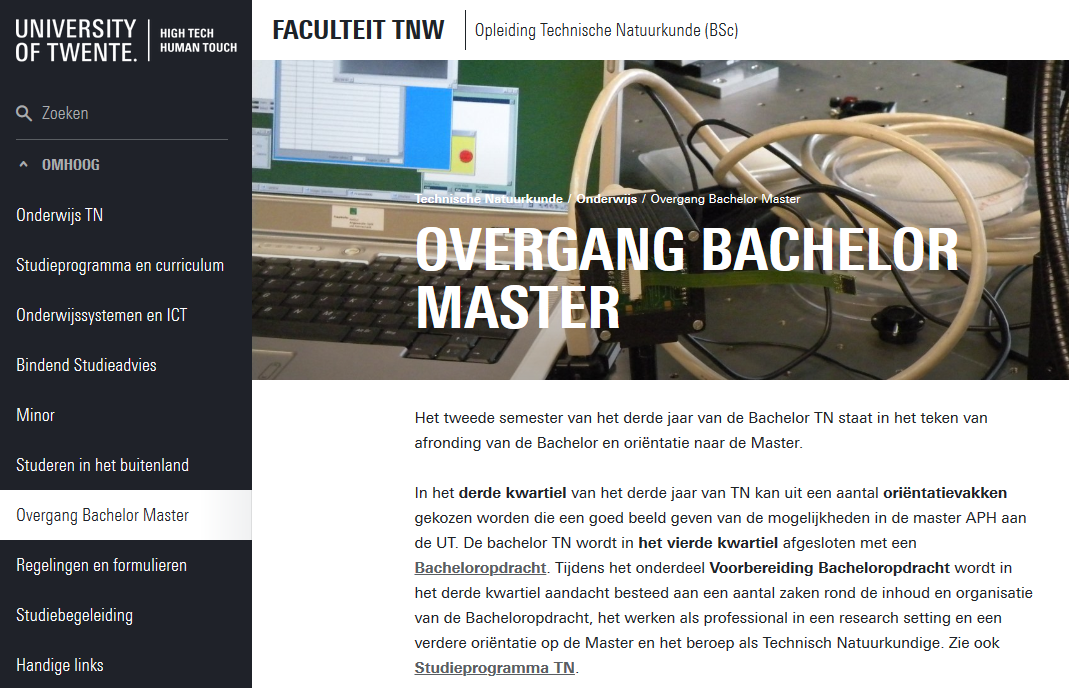 UNIVERSITY OF TWENTE.
HIGH TECH HUMAN TOUCH
Zoeken
OMHOOG
Onderwijs TN
Studieprogramma en curriculum
Onderwijssystemen en ICT
Bindend Studieadvies
Minor
Studeren in het buitenland
Overgang Bachelor Master
Regelingen en formulieren
Studiebegeleiding
Handige links
FACULTEIT TNW
Opleiding Technische Natuurkunde (BSc)
Technische Natuurkunde / Onderwijs / Overgang Bachelor Master
OVERGANG BACHELOR
MASTER
Het tweede semester van het derde jaar van de Bachelor TN staat in het teken van
afronding van de Bachelor en oriëntatie naar de Master.
In het derde kwartiel van het derde jaar van TN kan uit een aantal oriëntatievakken
gekozen worden die een goed beeld geven van de mogelijkheden in de master APH aan
de UT. De bachelor TN wordt in het vierde kwartiel afgesloten met een
Bacheloropdracht. Tijdens het onderdeel Voorbereiding Bacheloropdracht wordt in
het derde kwartiel aandacht besteed aan een aantal zaken rond de inhoud en organisatie
van de Bacheloropdracht, het werken als professional in een research setting en een
verdere oriëntatie op de Master en het beroep als Technisch Natuurkundige. Zie ook
Studieprogramma TN.